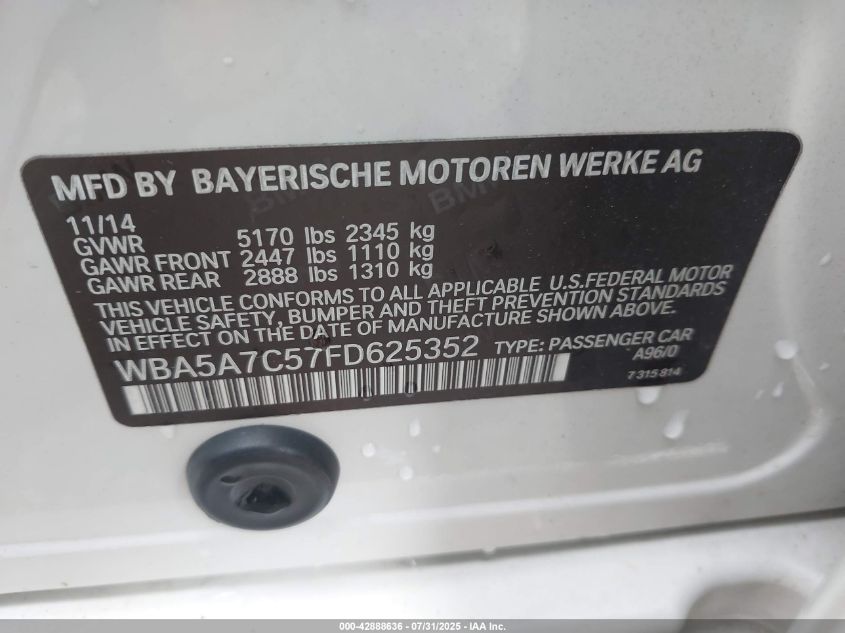 MFD BY BAYERISCHE MOTOREN WERKE AG
11/14
GVWR 5170 lbs 2345 kg
GAWR FRONT 2447 lbs 1110 kg
GAWR REAR 2888 lbs 1310 kg
THIS VEHICLE CONFORMS TO ALL APPLICABLE U.S.FEDERAL MOTOR
VEHICLE SAFETY, BUMPER AND THEFT PREVENTION STANDARDS
IN EFFECT ON THE DATE OF MANUFACTURE SHOWN ABOVE.
WBA5A7C57FD625352 TYPE: PASSENGER CAR
A96/0
7 315 814
000-42888636 - 07/31/2025 - IAA Inc.